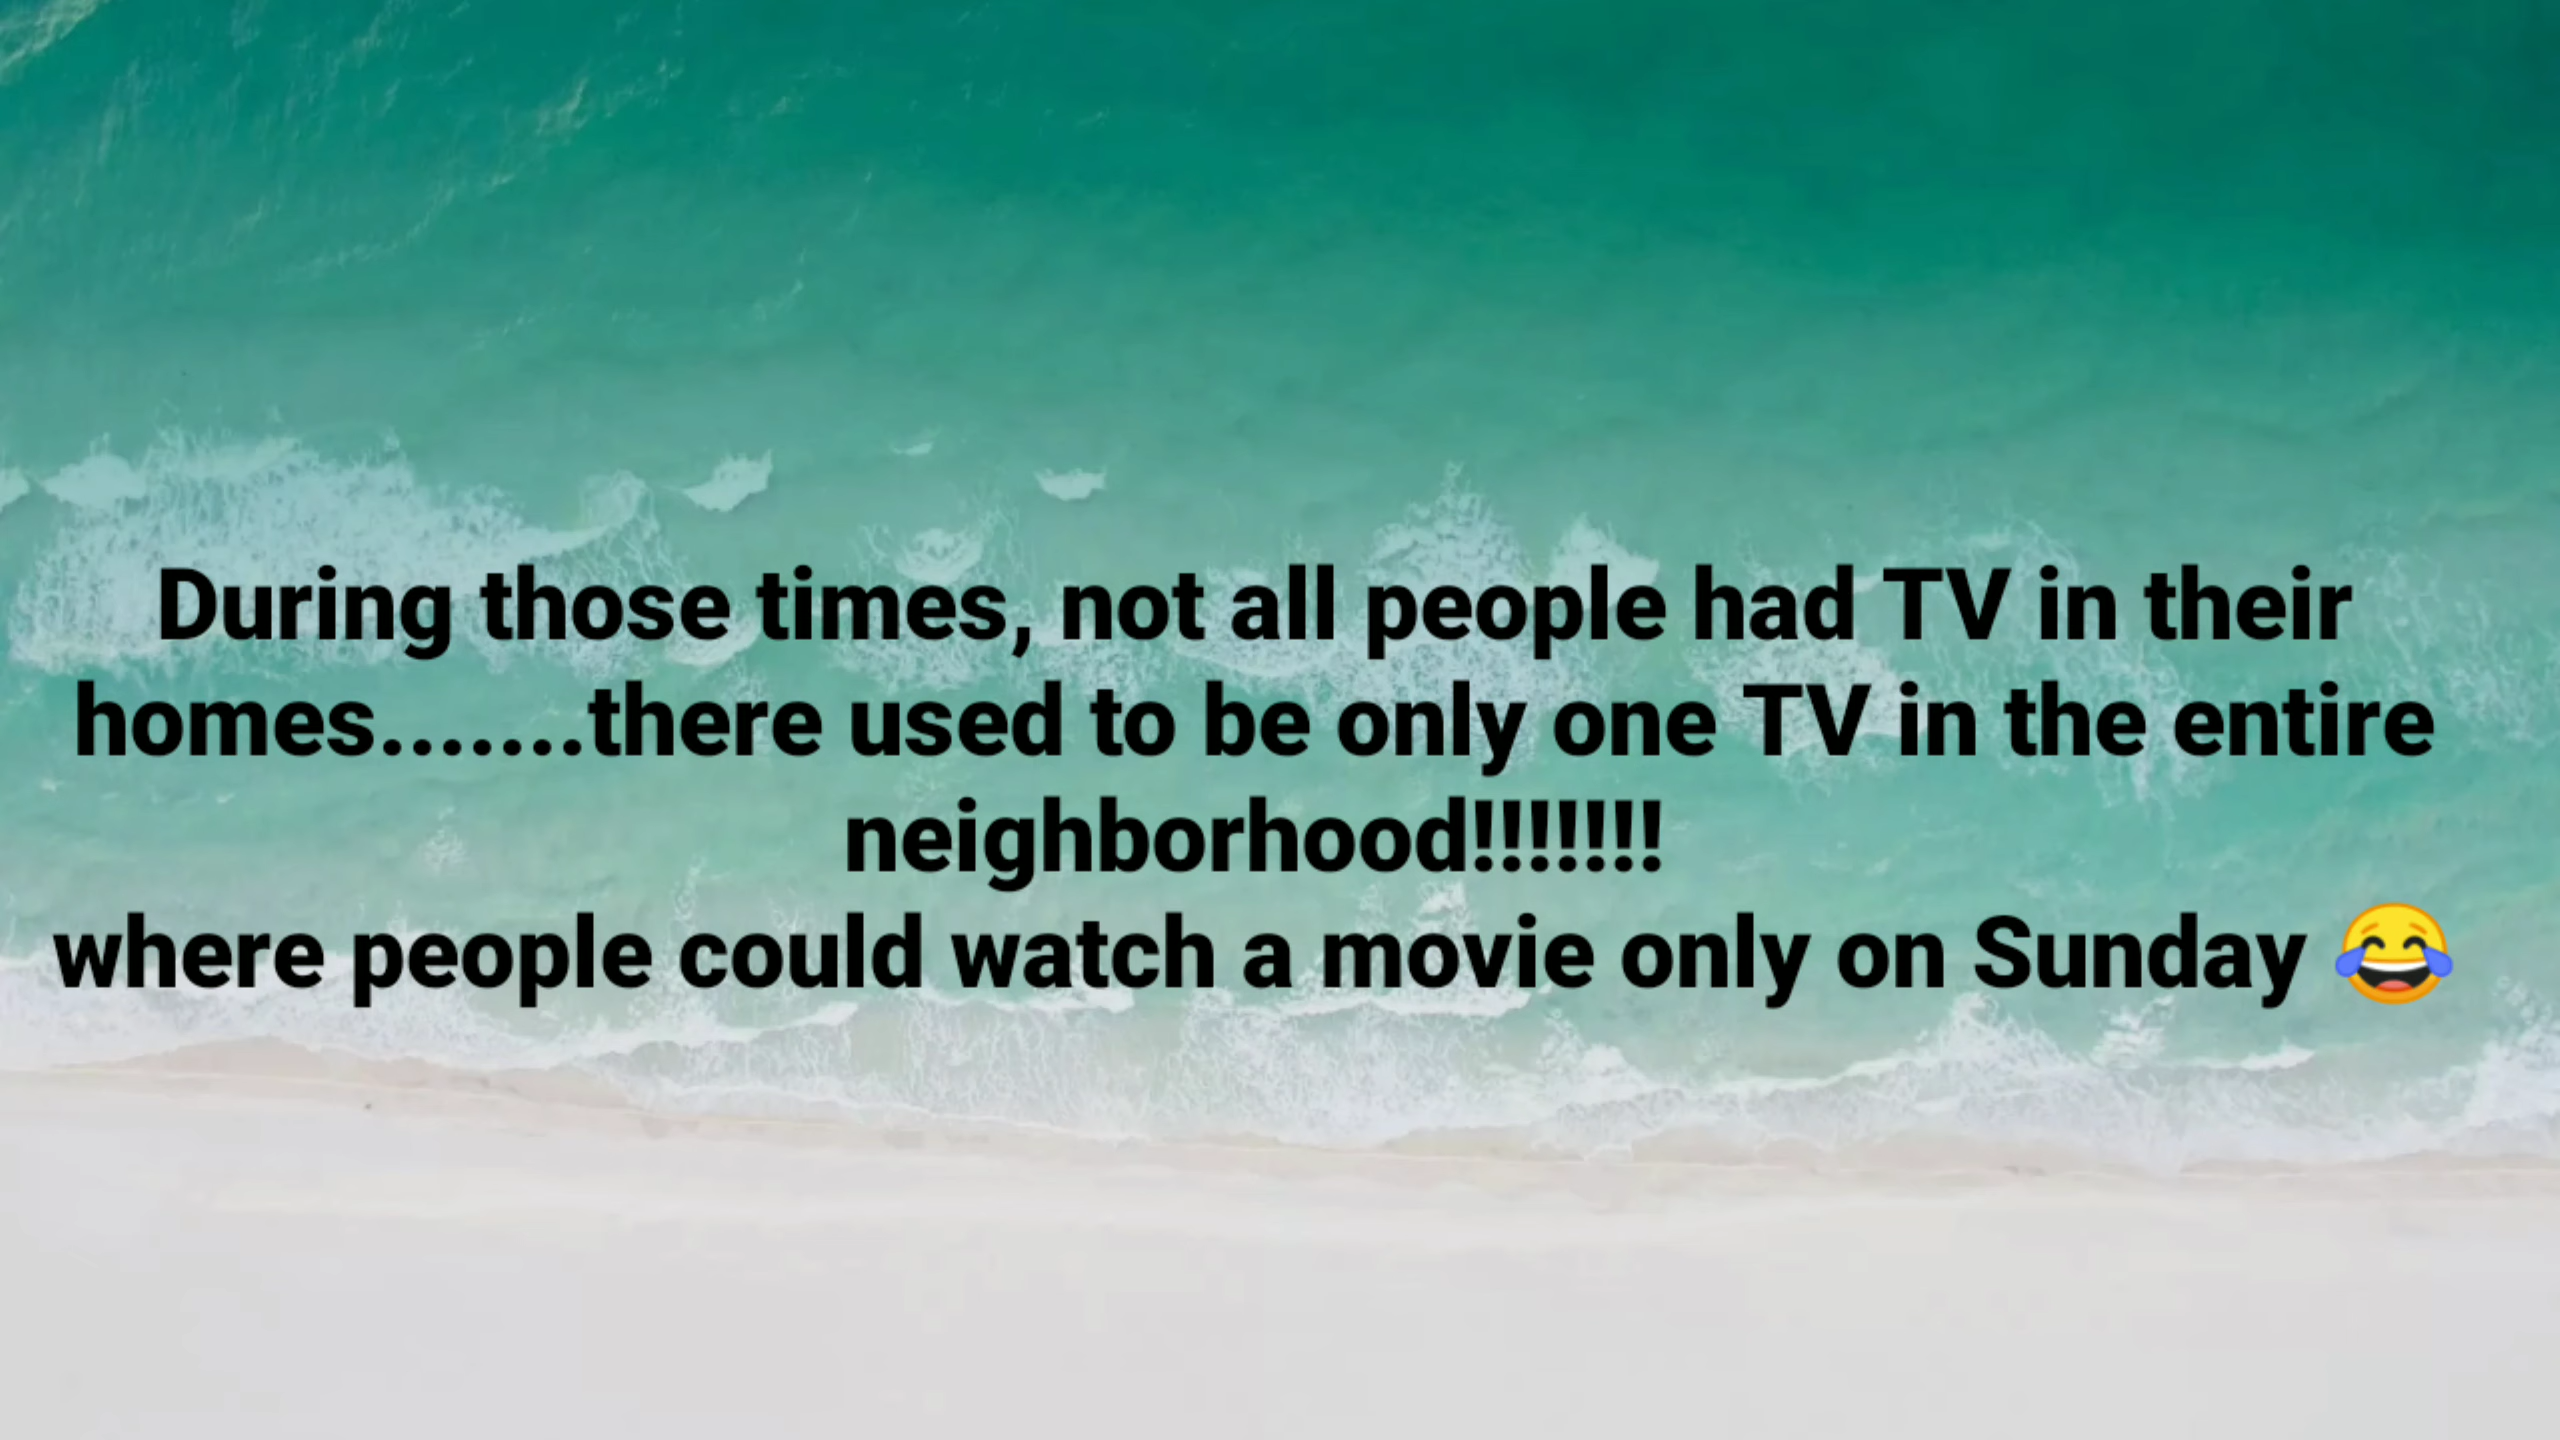 During those times, not all people had TV in their
homes.......there used to be only one TV in the entire
neighborhood!!!!!!!
where people could watch a movie only on Sunday 😂